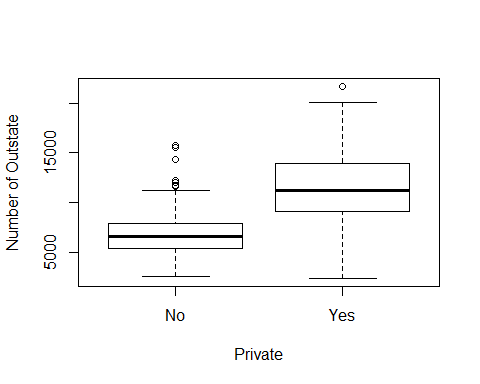 Number of Outstate
15000
5000
No
Yes
Private